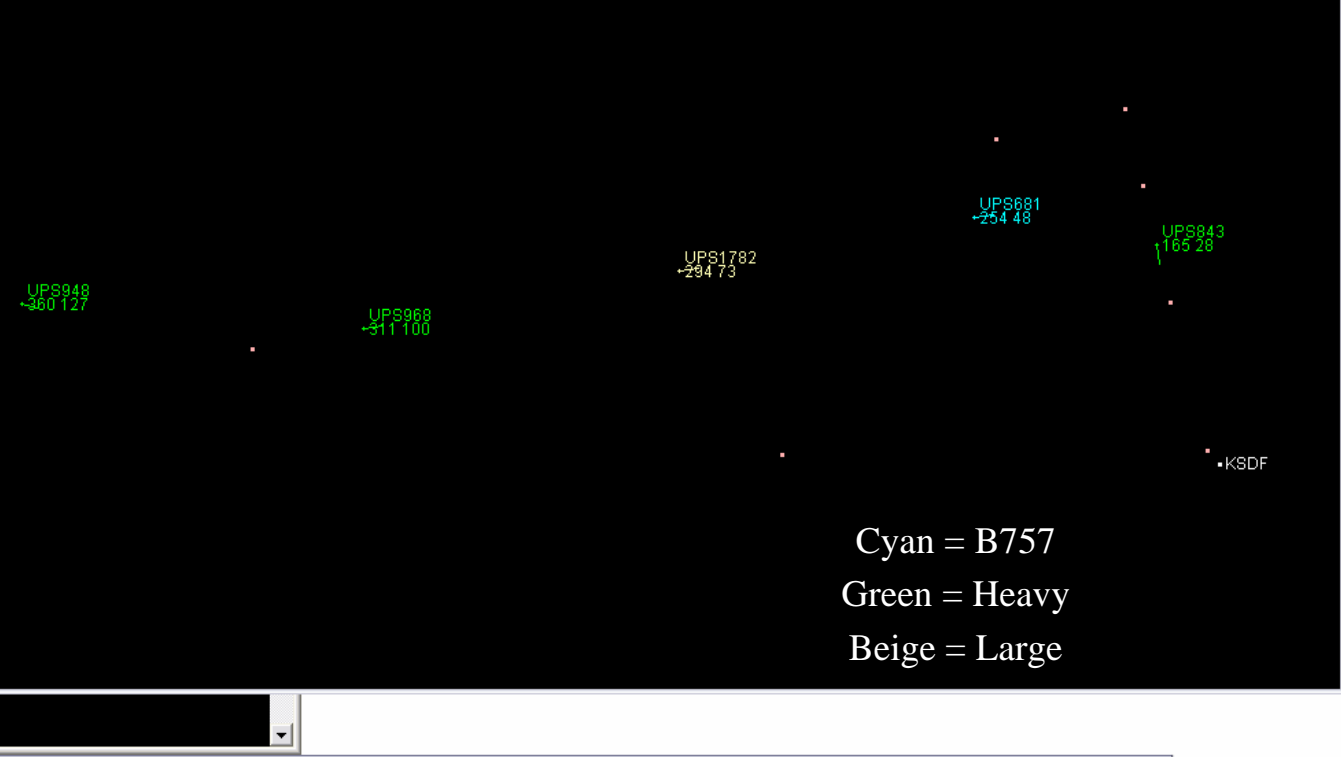 UPS681
254 48
UPS843
165 28
UPS1782
294 73
UPS948
360 127
UPS968
311 100
KSDF
Cyan = B757
Green = Heavy
Beige = Large